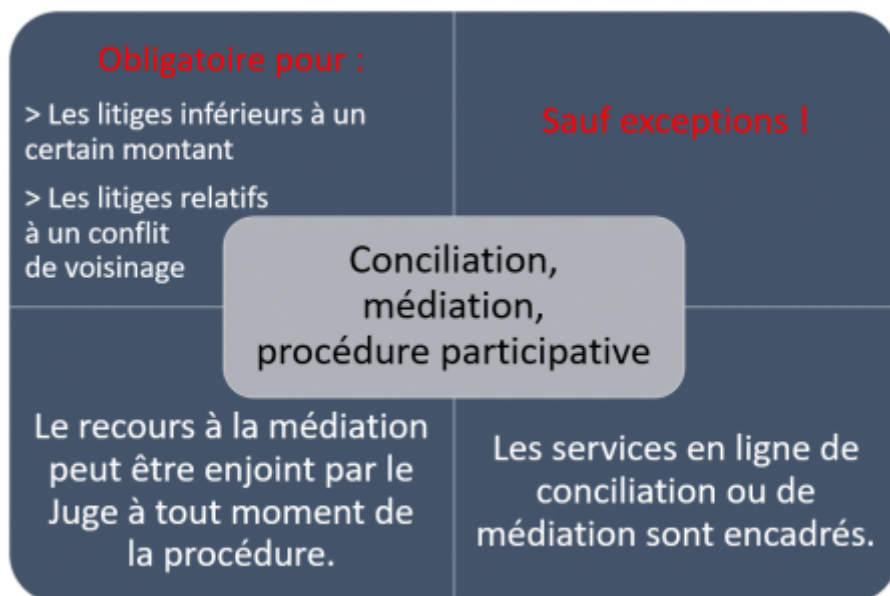 Obligatoire pour :
> Les litiges inférieurs à un
certain montant
> Les litiges relatifs
à un conflit
de voisinage
Sauf exceptions !
Conciliation,
médiation,
procédure participative
Le recours à la médiation
peut être enjoint par le
Juge à tout moment de
la procédure.
Les services en ligne de
conciliation ou de
médiation sont encadrés.